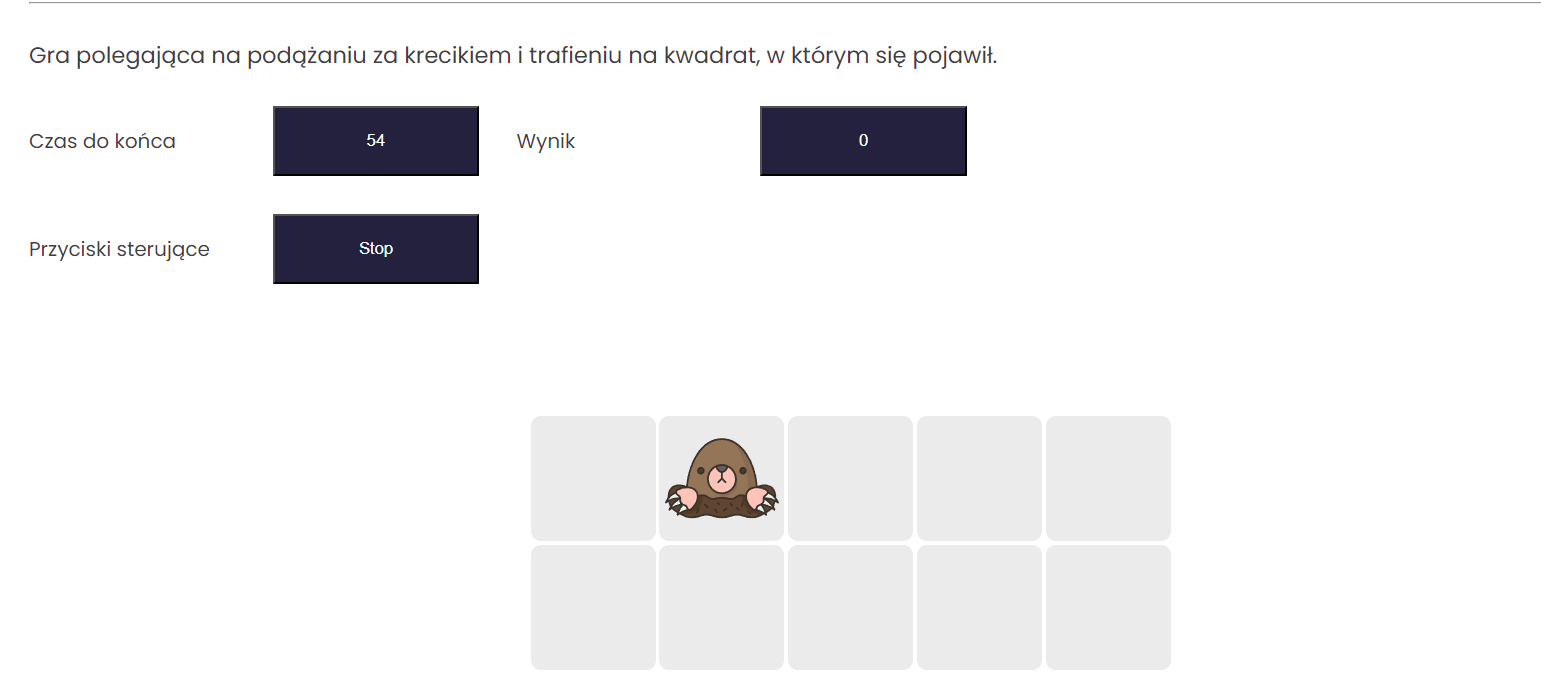 Gra polegająca na podążaniu za krecikiem i trafieniu na kwadrat, w którym się pojawił.
Czas do końca 54 Wynik 0
Przyciski sterujące Stop